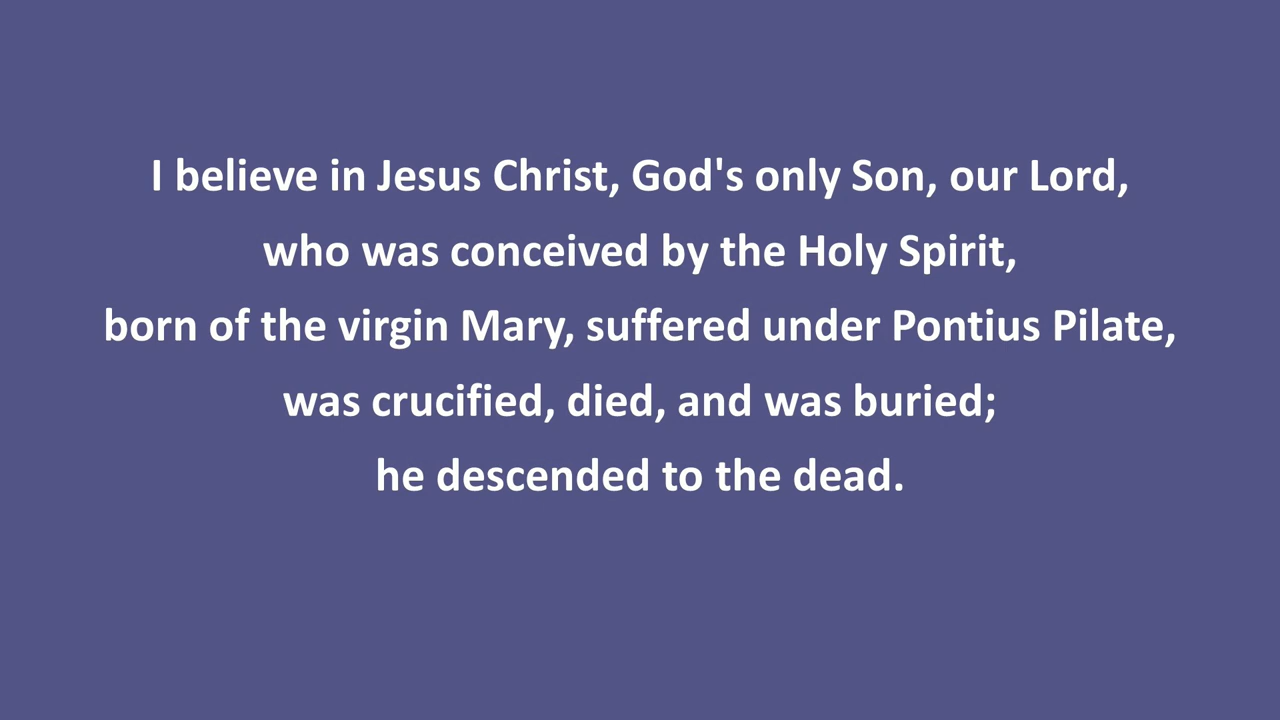 I believe in Jesus Christ, God's only Son, our Lord,
who was conceived by the Holy Spirit,
born of the virgin Mary, suffered under Pontius Pilate,
was crucified, died, and was buried;
he descended to the dead.